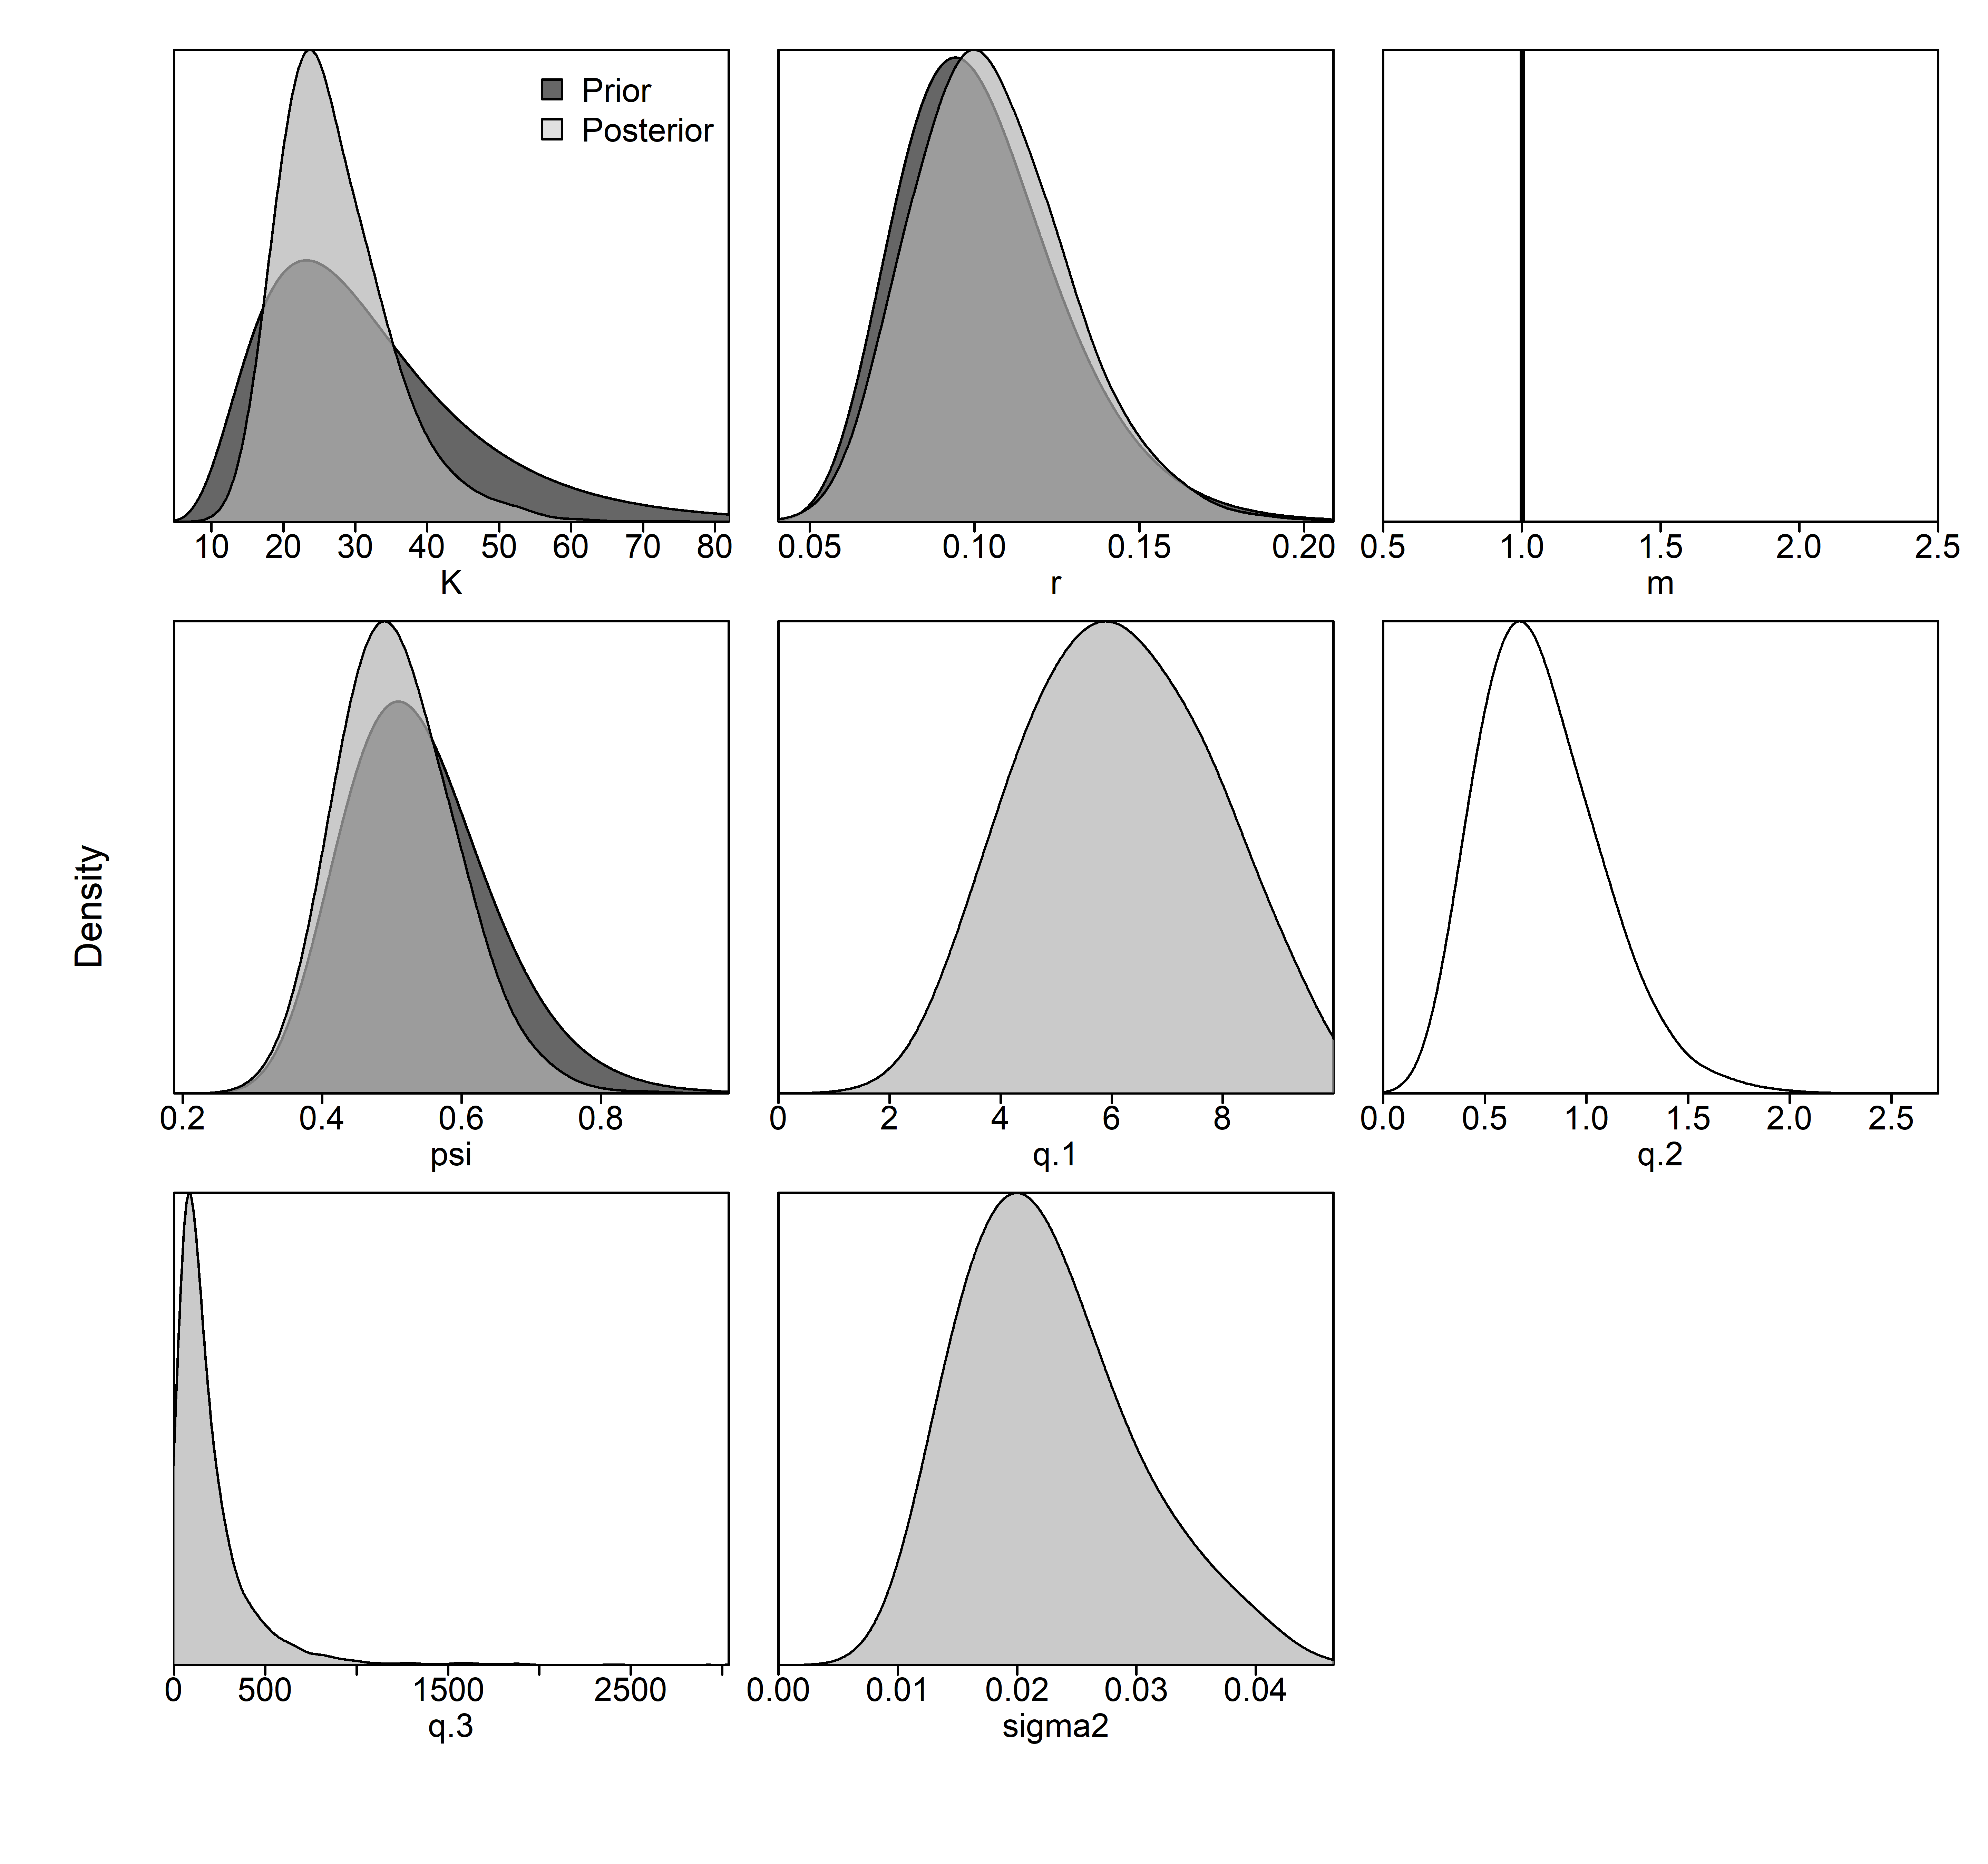 Prior
Posterior
10 20 30 40 50 60 70 80
K
0.05 0.10 0.15 0.20
r
0.5 1.0 1.5 2.0 2.5
m
Density
0.2 0.4 0.6 0.8
psi
0 2 4 6 8
q.1
0.0 0.5 1.0 1.5 2.0 2.5
q.2
0 500 1500 2500
q.3
0.00 0.01 0.02 0.03 0.04
sigma2